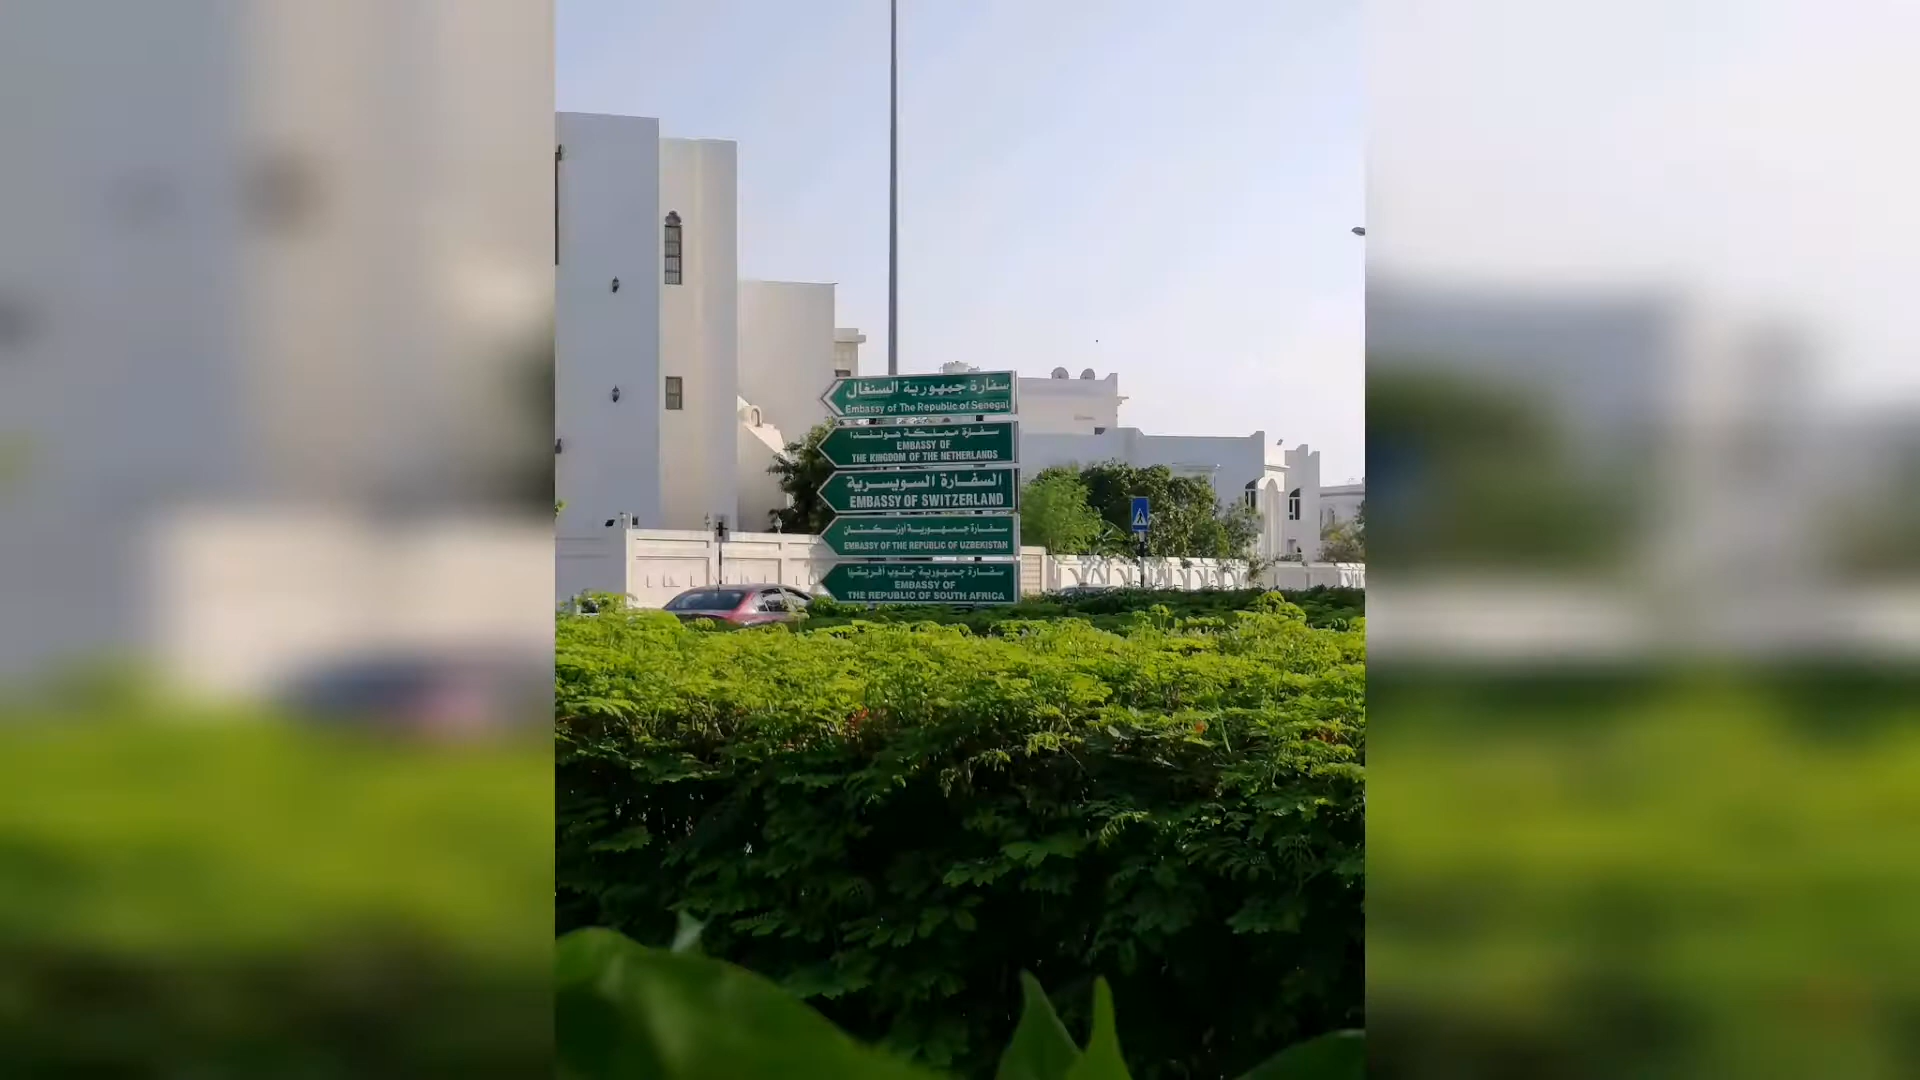 سفارة جمهورية السنغال
Embassy of The Republic of Senegal
سفارة مملكة هولندا
EMBASSY OF
THE KINGDOM OF THE NETHERLANDS
السفارة السويسرية
EMBASSY OF SWITZERLAND
سفارة جمهورية أوزبكستان
EMBASSY OF THE REPUBLIC OF UZBEKISTAN
سفارة جمهورية جنوب أفريقيا
EMBASSY OF
THE REPUBLIC OF SOUTH AFRICA